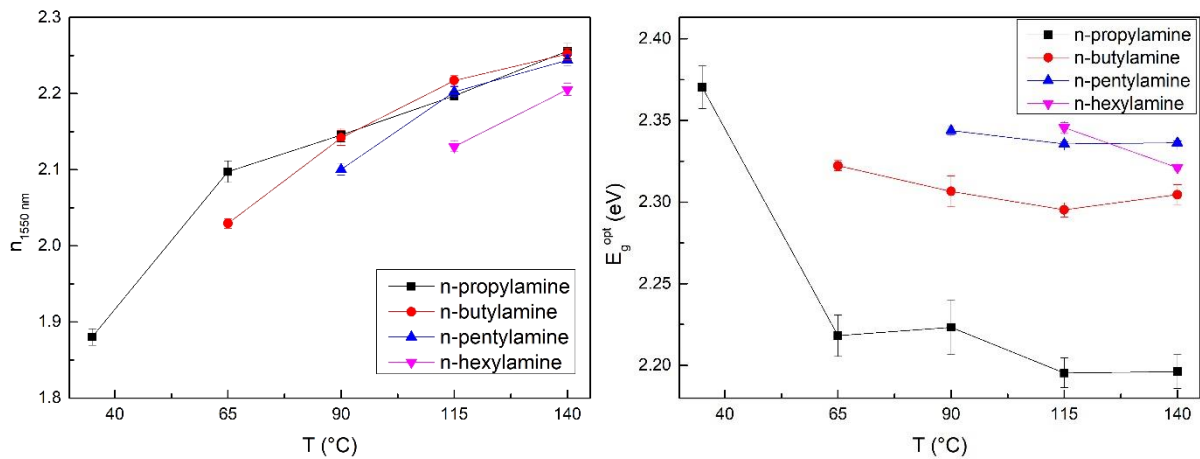 2.3
2.2
2.1
2.0
1.9
1.8
n1550 nm
40 65 90 115 140
T (°C)
n-propylamine
n-butylamine
n-pentylamine
n-hexylamine
2.40
2.35
2.30
2.25
2.20
Egopt (eV)
40 65 90 115 140
T (°C)
n-propylamine
n-butylamine
n-pentylamine
n-hexylamine